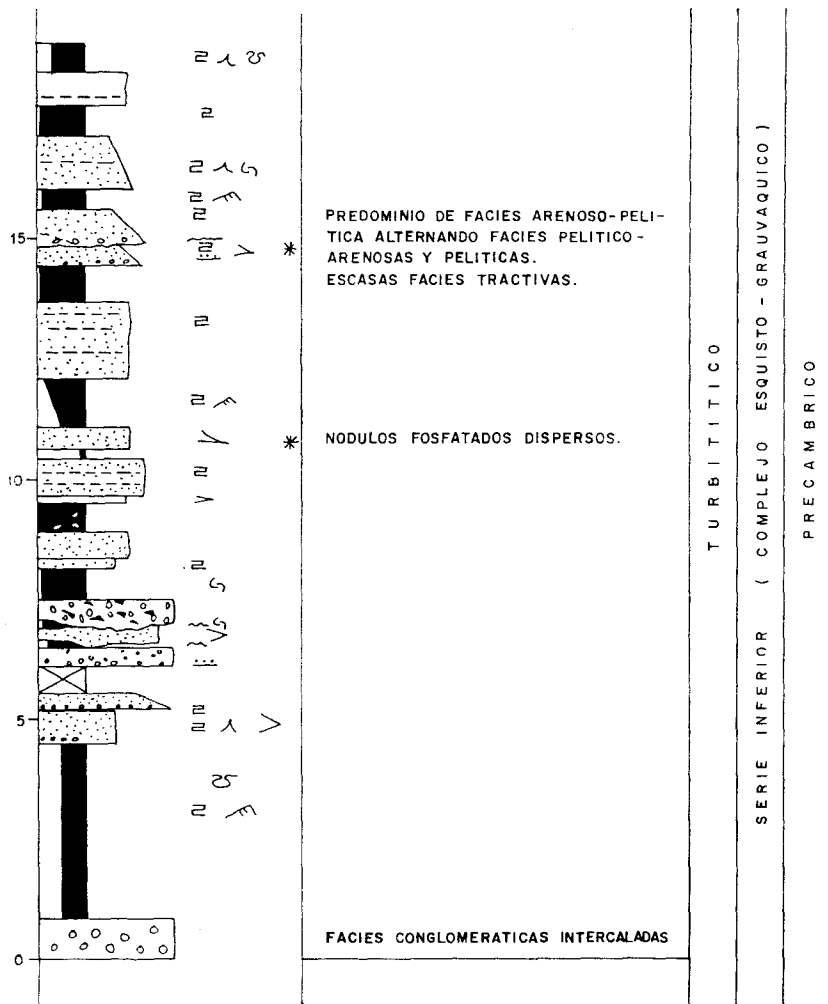 15
10
5
0
PREDOMINIO DE FACIES ARENOSO-PELI-
TICA ALTERNANDO FACIES PELITICO-
ARENOSAS Y PELITICAS.
ESCASAS FACIES TRACTIVAS.
NODULOS FOSFATADOS DISPERSOS.
FACIES CONGLOMERATICAS INTERCALADAS
TURBITITICO
SERIE INFERIOR ( COMPLEJO ESQUISTO-GRAUVAQUICO )
PRECAMBRICO